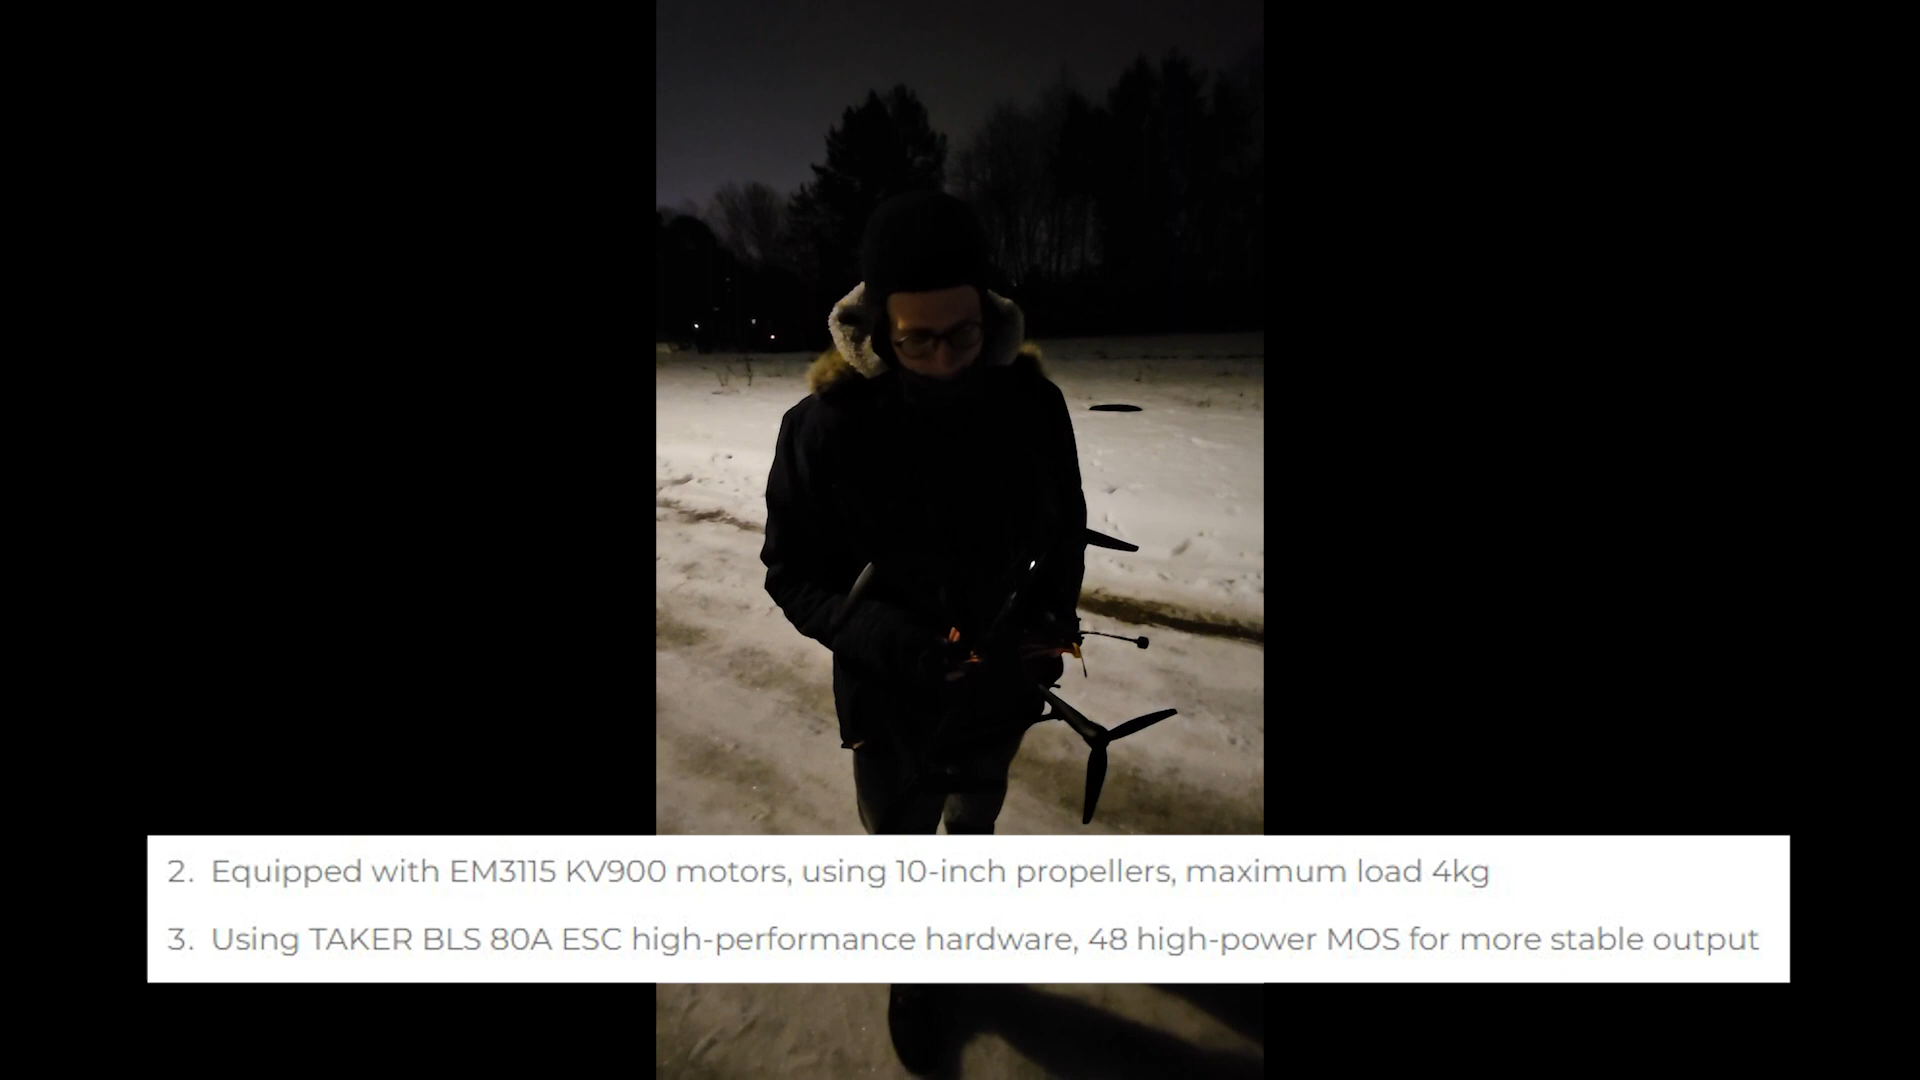 2. Equipped with EM3115 KV900 motors, using 10-inch propellers, maximum load 4kg
3. Using TAKER BLS 80A ESC high-performance hardware, 48 high-power MOS for more stable output